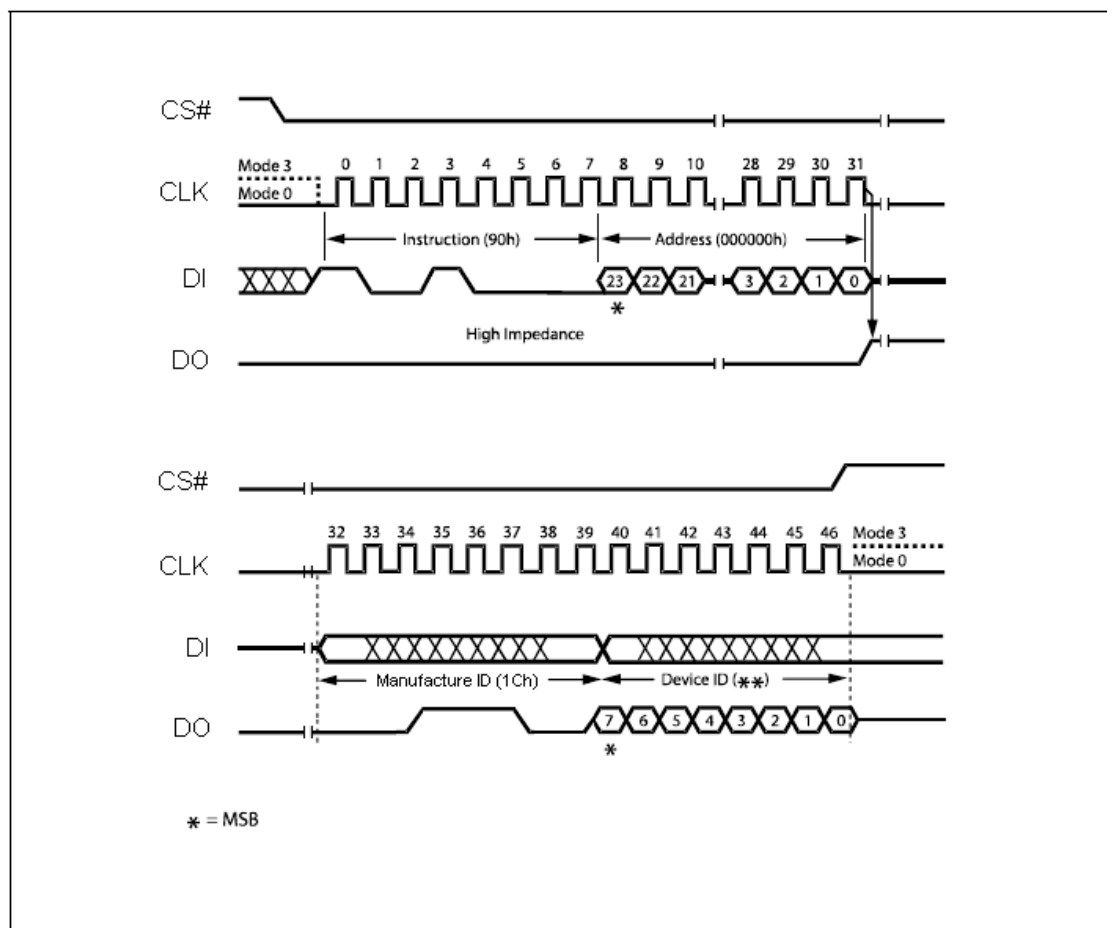 CS#
Mode 3
0 1 2 3 4 5 6 7 8 9 10 28 29 30 31
CLK
Mode 0
Instruction (90h)
Address (000000h)
DI
23 22 21 3 2 1 0
*
High Impedance
DO
CS#
32 33 34 35 36 37 38 39 40 41 42 43 44 45 46
Mode 3
CLK
Mode 0
DI
Manufacture ID (1Ch)
Device ID (**)
DO
7 6 5 4 3 2 1 0
*
* = MSB